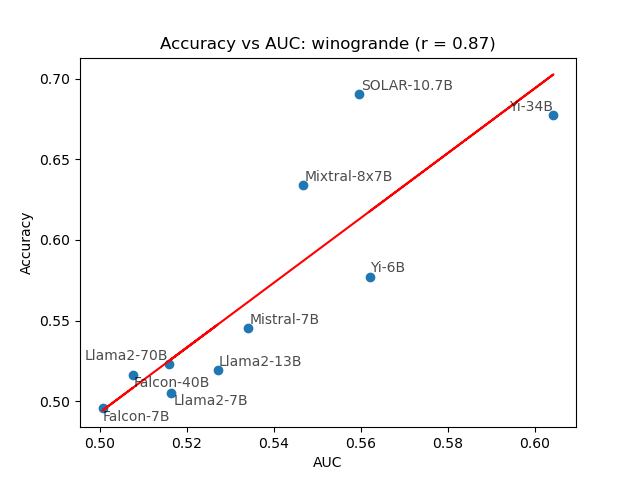 Accuracy vs AUC: winogrande (r = 0.87)
0.70
SOLAR-10.7B
Yi-34B
0.65
Mixtral-8x7B
0.60
Accuracy
Yi-6B
0.55
Mistral-7B
Llama2-70B
Llama2-13B
Falcon-40B
Llama2-7B
0.50
Falcon-7B
0.50 0.52 0.54 0.56 0.58 0.60
AUC